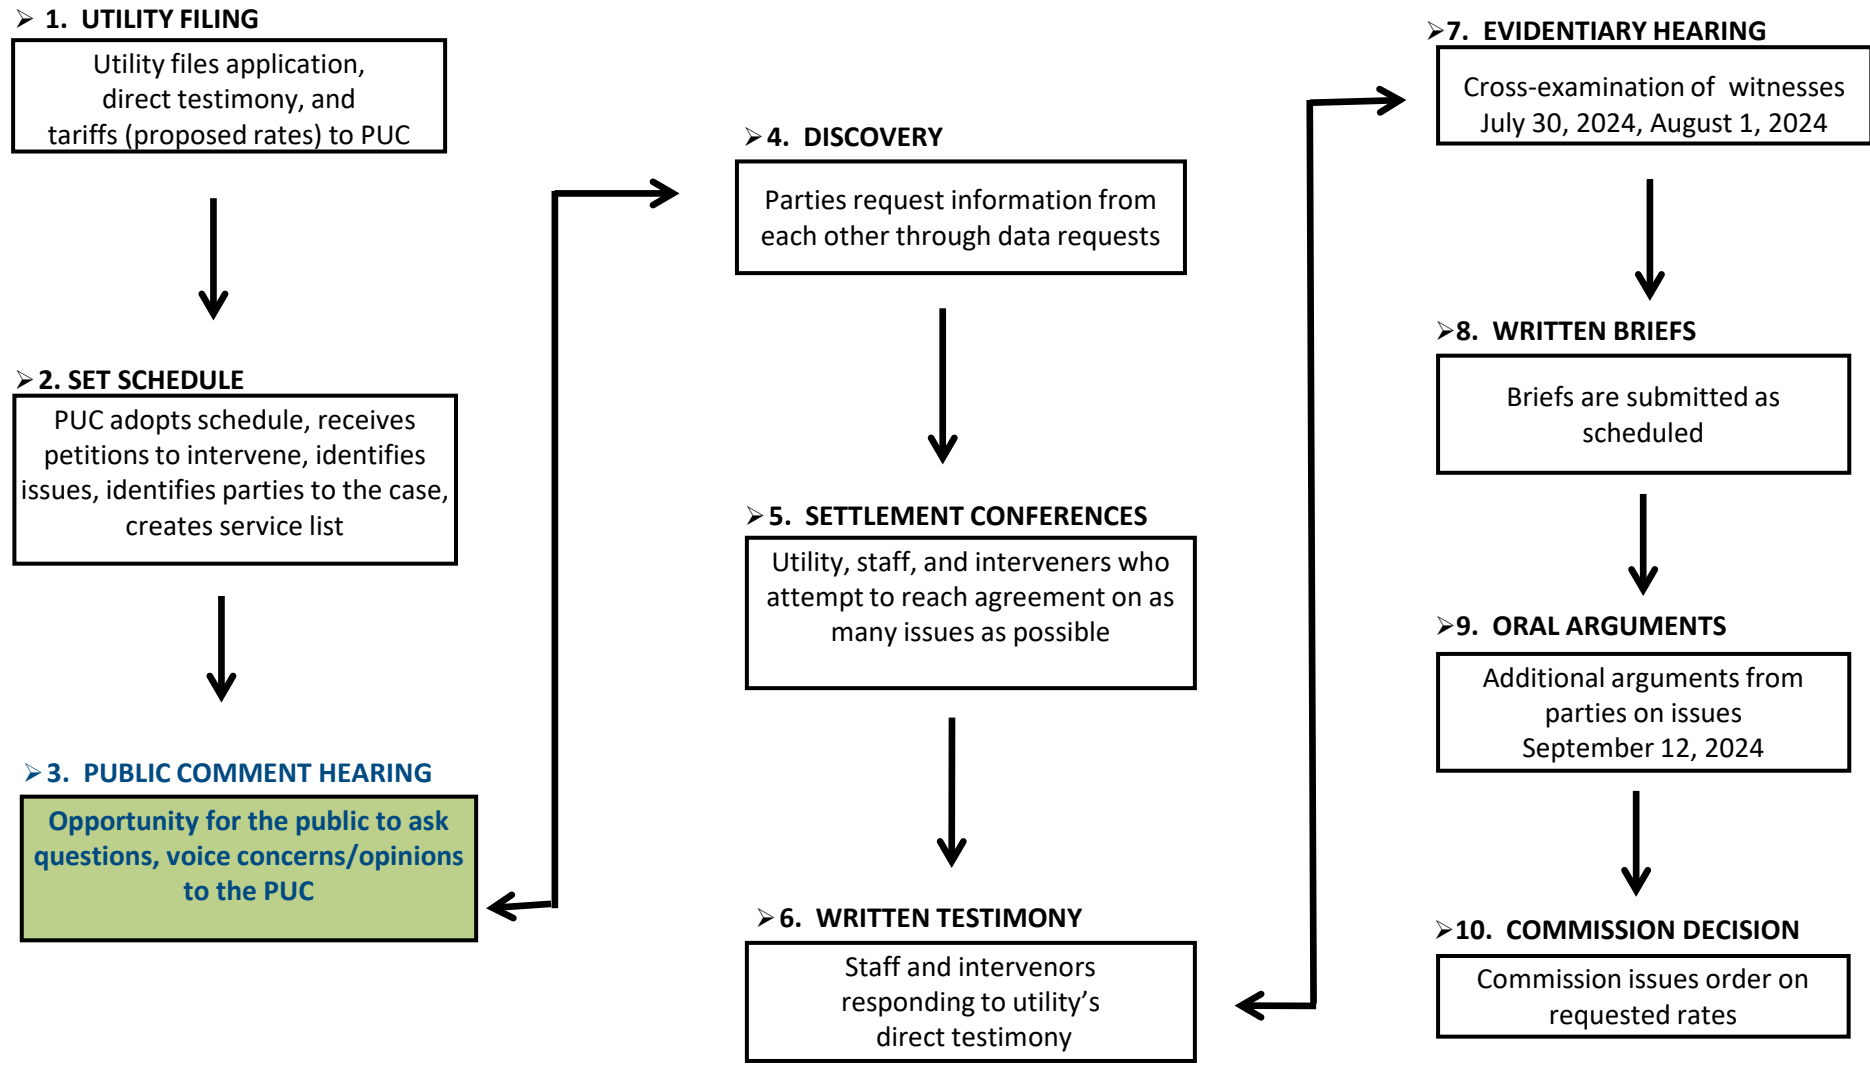 ➢ 1. UTILITY FILING
Utility files application,
direct testimony, and
tariffs (proposed rates) to PUC
➢ 2. SET SCHEDULE
PUC adopts schedule, receives
petitions to intervene, identifies
issues, identifies parties to the case,
creates service list
➢ 3. PUBLIC COMMENT HEARING
Opportunity for the public to ask
questions, voice concerns/opinions
to the PUC
➢ 4. DISCOVERY
Parties request information from
each other through data requests
➢ 5. SETTLEMENT CONFERENCES
Utility, staff, and interveners who
attempt to reach agreement on as
many issues as possible
➢ 6. WRITTEN TESTIMONY
Staff and intervenors
responding to utility’s
direct testimony
➢7. EVIDENTIARY HEARING
Cross-examination of witnesses
July 30, 2024, August 1, 2024
➢8. WRITTEN BRIEFS
Briefs are submitted as
scheduled
➢9. ORAL ARGUMENTS
Additional arguments from
parties on issues
September 12, 2024
➢10. COMMISSION DECISION
Commission issues order on
requested rates